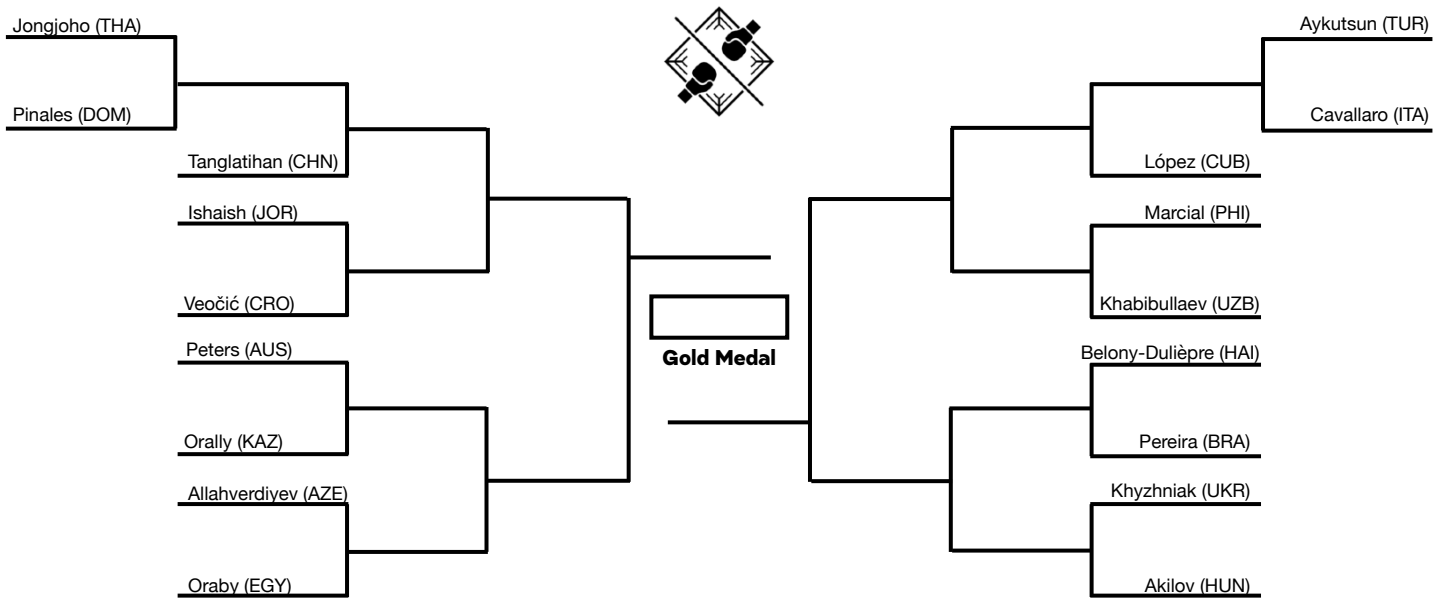 Jongjoho (THA)
Pinales (DOM)
Tanglatihan (CHN)
Ishaish (JOR)
Veočić (CRO)
Peters (AUS)
Orally (KAZ)
Allahverdiyev (AZE)
Oraby (EGY)
Gold Medal
Aykutsun (TUR)
Cavallaro (ITA)
López (CUB)
Marcial (PHI)
Khabibullaev (UZB)
Belony-Dulièpre (HAI)
Pereira (BRA)
Khyzhniak (UKR)
Akilov (HUN)